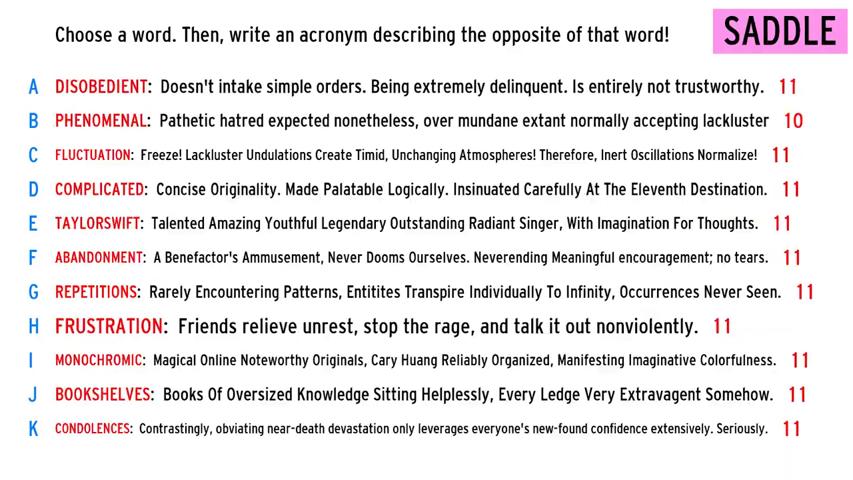 Choose a word. Then, write an acronym describing the opposite of that word! SADDLE
A DISOBEDIENT: Doesn't intake simple orders. Being extremely delinquent. Is entirely not trustworthy. 11
B PHENOMENAL: Pathetic hatred expected nonetheless, over mundane extant normally accepting lackluster 10
C FLUCTUATION: Freeze! Lackluster Undulations Create Timid, Unchanging Atmospheres! Therefore, Inert Oscillations Normalize! 11
D COMPLICATED: Concise Originality. Made Palatable Logically. Insinuated Carefully At The Eleventh Destination. 11
E TAYLORSWIFT: Talented Amazing Youthful Legendary Outstanding Radiant Singer, With Imagination For Thoughts. 11
F ABANDONMENT: A Benefactor's Ammusement, Never Dooms Ourselves. Neverending Meaningful encouragement; no tears. 11
G REPETITIONS: Rarely Encountering Patterns, Entitites Transpire Individually To Infinity, Occurrences Never Seen. 11
H FRUSTRATION: Friends relieve unrest, stop the rage, and talk it out nonviolently. 11
I MONOCHROMIC: Magical Online Noteworthy Originals, Cary Huang Reliably Organized, Manifesting Imaginative Colorfulness. 11
J BOOKSHELVES: Books Of Oversized Knowledge Sitting Helplessly, Every Ledge Very Extravagent Somehow. 11
K CONDOLENCES: Contrastingly, obviating near-death devastation only leverages everyone's new-found confidence extensively. Seriously. 11